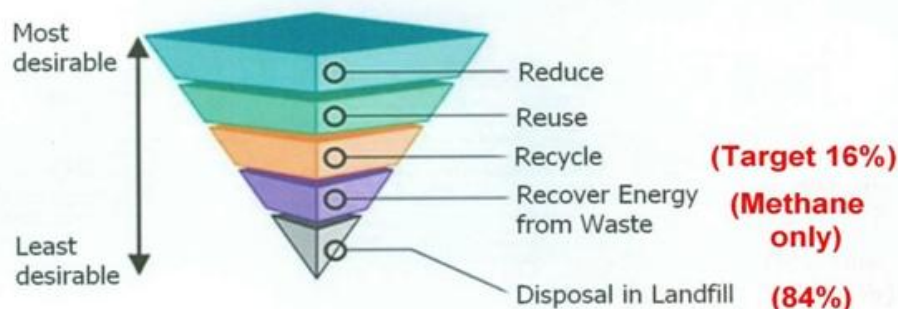 Most
desirable
Reduce
Reuse
Recycle (Target 16%)
Recover Energy
from Waste
(Methane
only)
Least
desirable
Disposal in Landfill (84%)